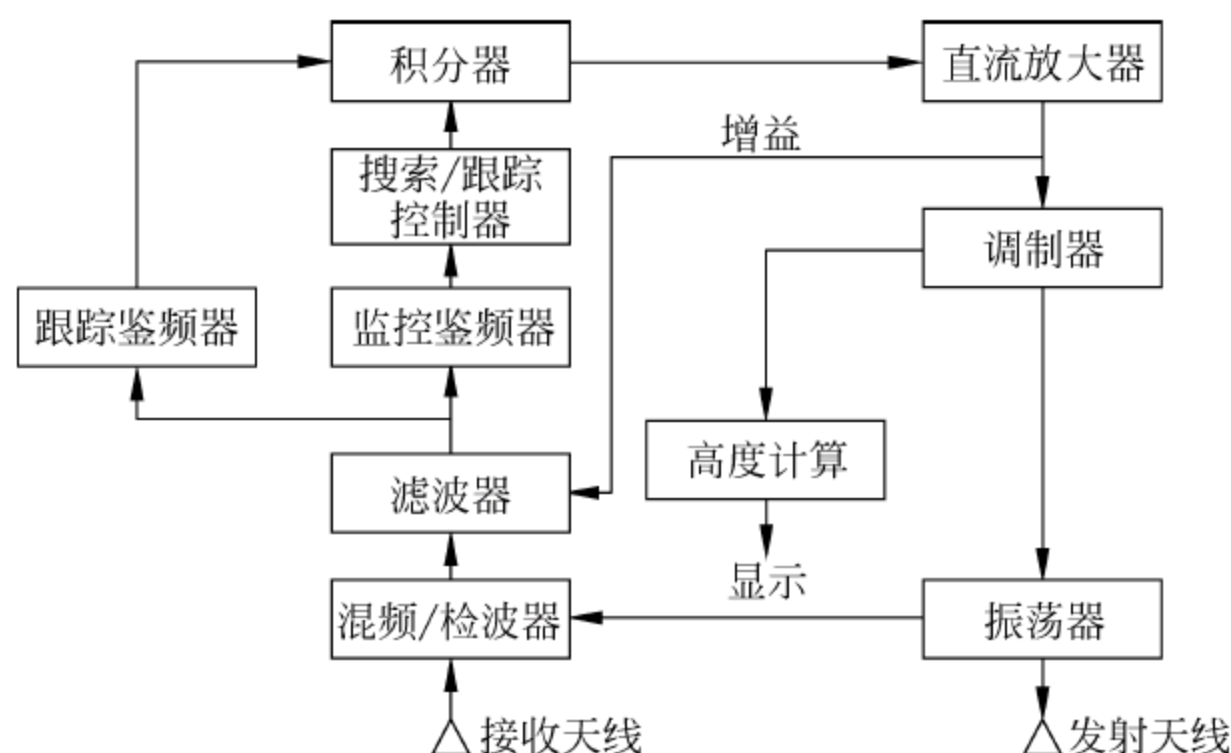 积分器
直流放大器
增益
搜索/跟踪
控制器
调制器
跟踪鉴频器
监控鉴频器
高度计算
滤波器
显示
混频/检波器
振荡器
接收天线
发射天线